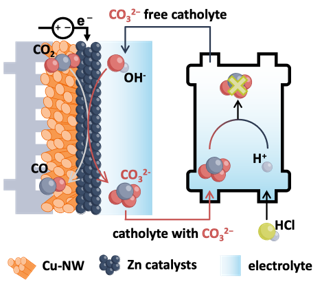 CO₃²⁻ free catholyte
e⁻
+ −
CO₂
OH⁻
CO
CO₃²⁻
H⁺
HCl
catholyte with CO₃²⁻
Cu-NW
Zn catalysts
electrolyte